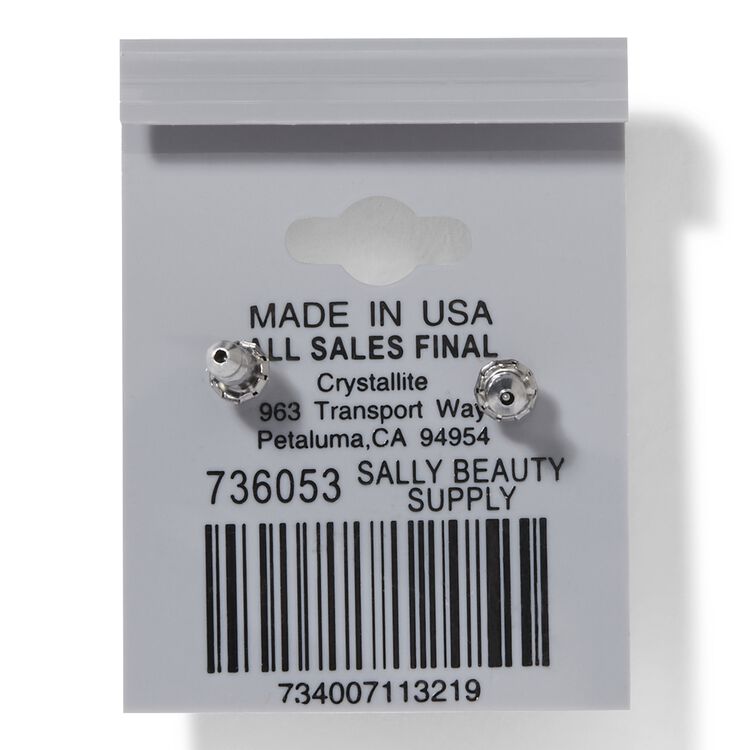 MADE IN USA
ALL SALES FINAL
Crystallite
963 Transport Way
Petaluma,CA 94954
736053 SALLY BEAUTY
SUPPLY
734007113219